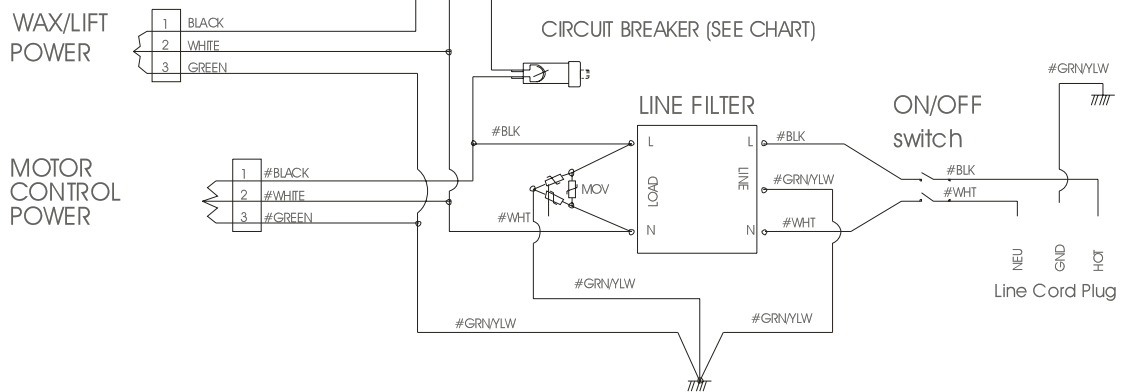 WAX/LIFT
POWER
1 BLACK
2 WHITE
3 GREEN
CIRCUIT BREAKER (SEE CHART)
#GRN/YLW
LINE FILTER
ON/OFF
switch
#BLK
L
L
#BLK
MOTOR
CONTROL
POWER
1 #BLACK
2 #WHITE
3 #GREEN
MOV
LOAD
LINE
#GRN/YLW
#BLK
#WHT
#WHT
N
N
#WHT
NEU
GND
HOT
Line Cord Plug
#GRN/YLW
#GRN/YLW
#GRN/YLW